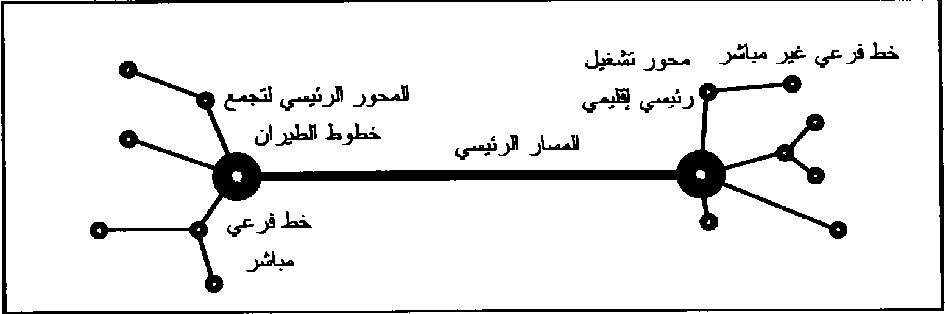 خط فرعي غير مباشر
محور تشغيل
رئيسي إقليمي
المحور الرئيسي لتجمع
خطوط الطيران
المسار الرئيسي
خط فرعي
مباشر